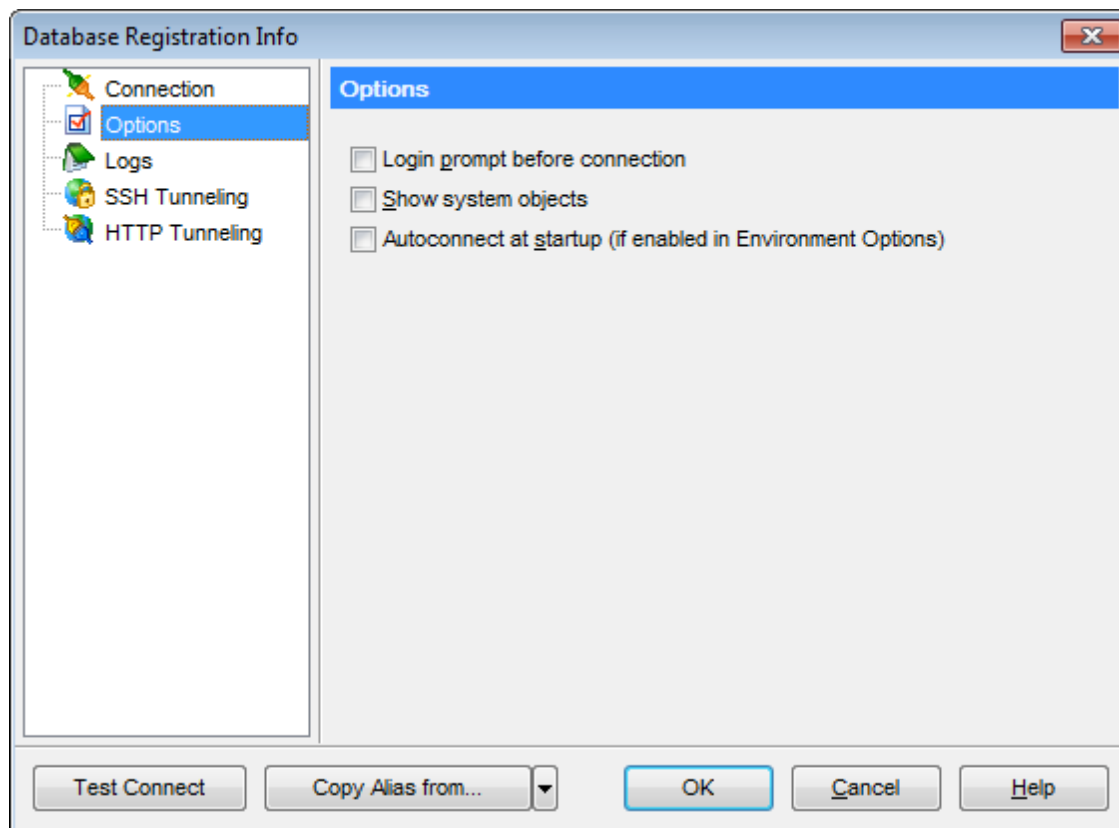 Database Registration Info
Connection
Options
Logs
SSH Tunneling
HTTP Tunneling
Options
Login prompt before connection
Show system objects
Autoconnect at startup (if enabled in Environment Options)
Test Connect
Copy Alias from...
OK
Cancel
Help